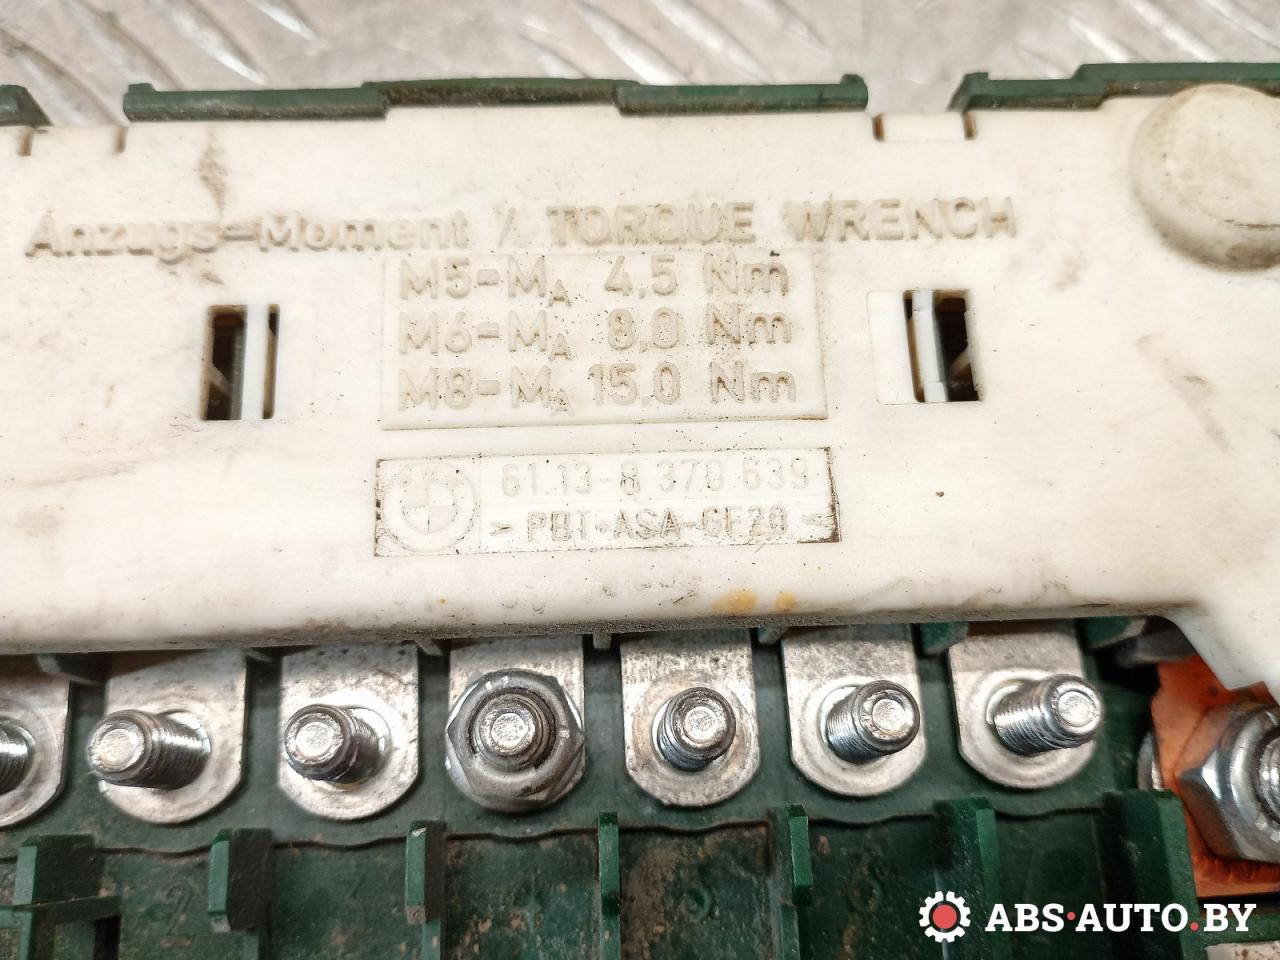 Anzugs-Moment / TORQUE WRENCH
M5-MA 4,5 Nm
M6-MA 8,0 Nm
M8-MA 15.0 Nm
61.13-8 370 639
>PBT+ASA-GF20<
ABS-AUTO.BY